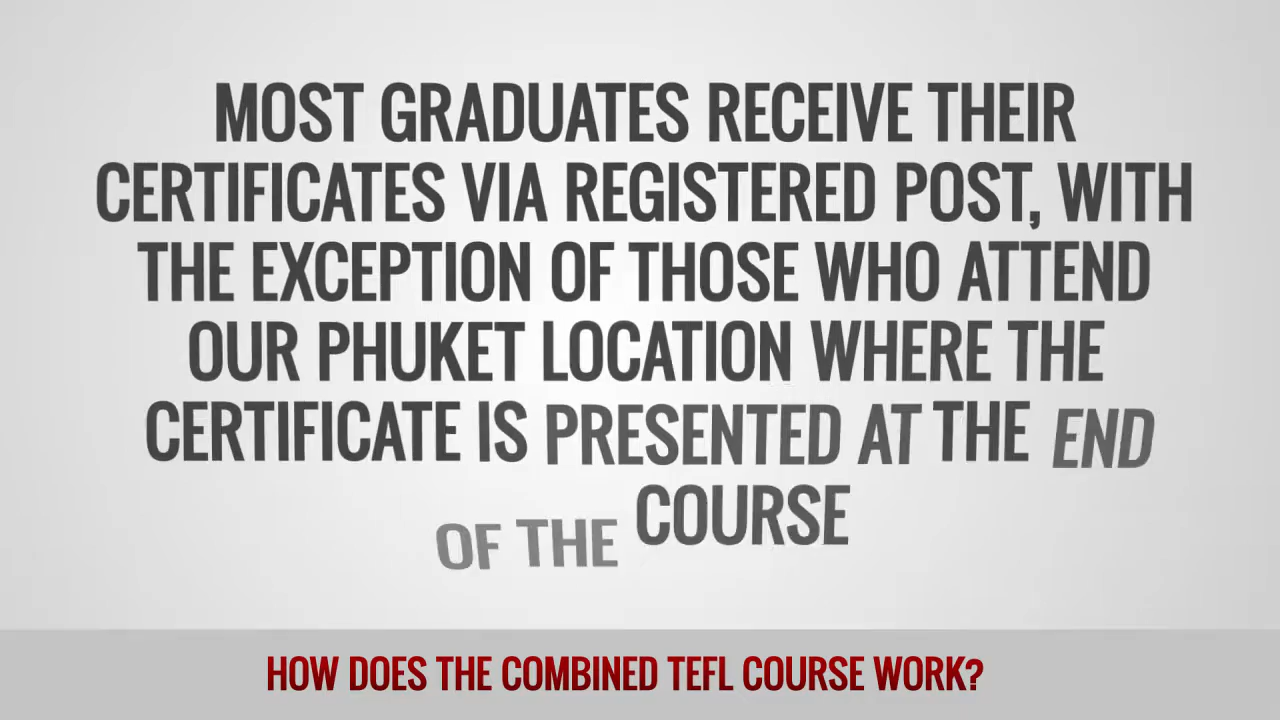 MOST GRADUATES RECEIVE THEIR
CERTIFICATES VIA REGISTERED POST, WITH
THE EXCEPTION OF THOSE WHO ATTEND
OUR PHUKET LOCATION WHERE THE
CERTIFICATE IS PRESENTED AT THE END
OF THE COURSE
HOW DOES THE COMBINED TEFL COURSE WORK?